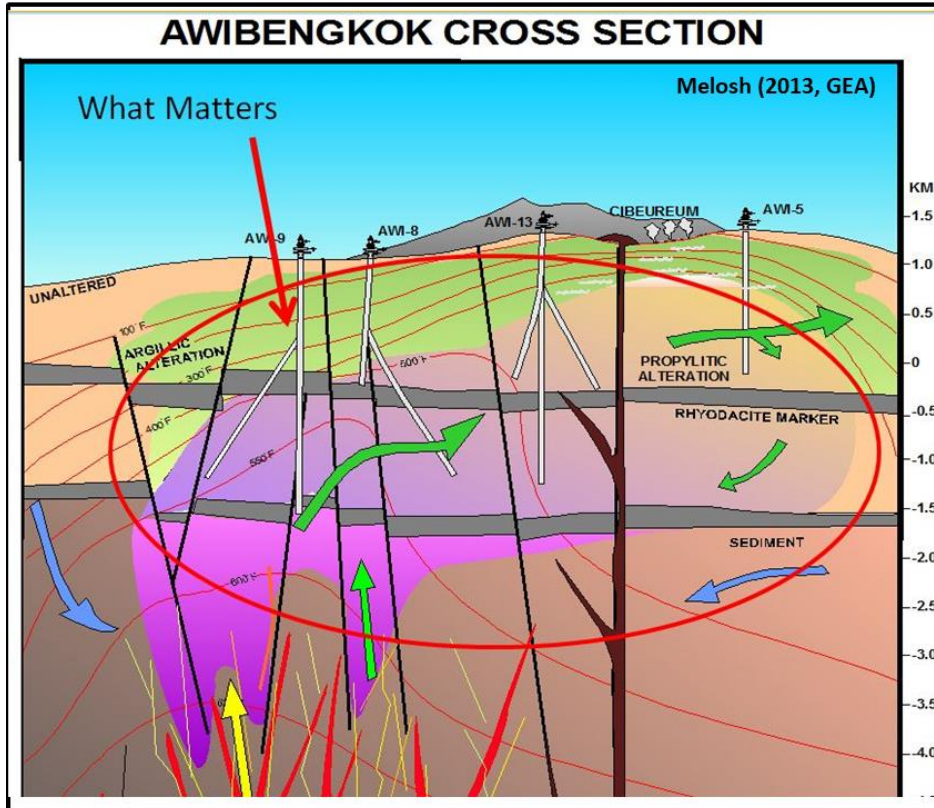 AWIBENGKOK CROSS SECTION
Melosh (2013, GEA)
What Matters
KM
CIBEUREUM
AWI-5
1.5
AWI-13
AWI-8
AWI-9
1.0
UNALTERED
0.5
100°F
ARGILLIC
ALTERATION
300°F
500°F
PROPYLITIC
ALTERATION
0
400°F
RHYODACITE MARKER
-0.5
550°F
-1.0
-1.5
SEDIMENT
-2.0
600°F
-2.5
-3.0
-3.5
-4.0